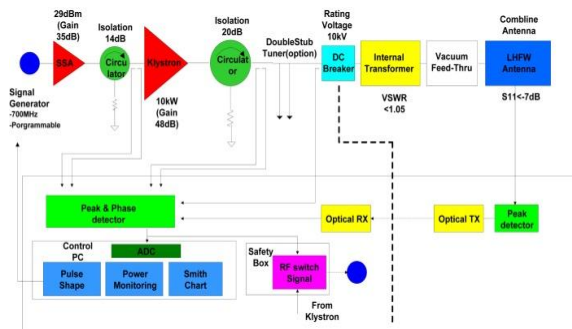 29dBm
(Gain
35dB)
Isolation
14dB
Isolation
20dB
DoubleStub
Tuner(option)
Rating
Voltage
10kV
Combline
Antenna
SSA
Circu
lator
Klystron
Circulat
or
DC
Breaker
Internal
Transformer
Vacuum
Feed-Thru
LHFW
Antenna
Signal
Generator
-700MHz
-Porgrammable
10kW
(Gain
48dB)
VSWR
<1.05
S11<-7dB
Peak & Phase
detector
Optical RX
Optical TX
Peak
detector
Control
PC
ADC
Pulse
Shape
Power
Monitoring
Smith
Chart
Safety
Box
RF switch
Signal
From
Klystron